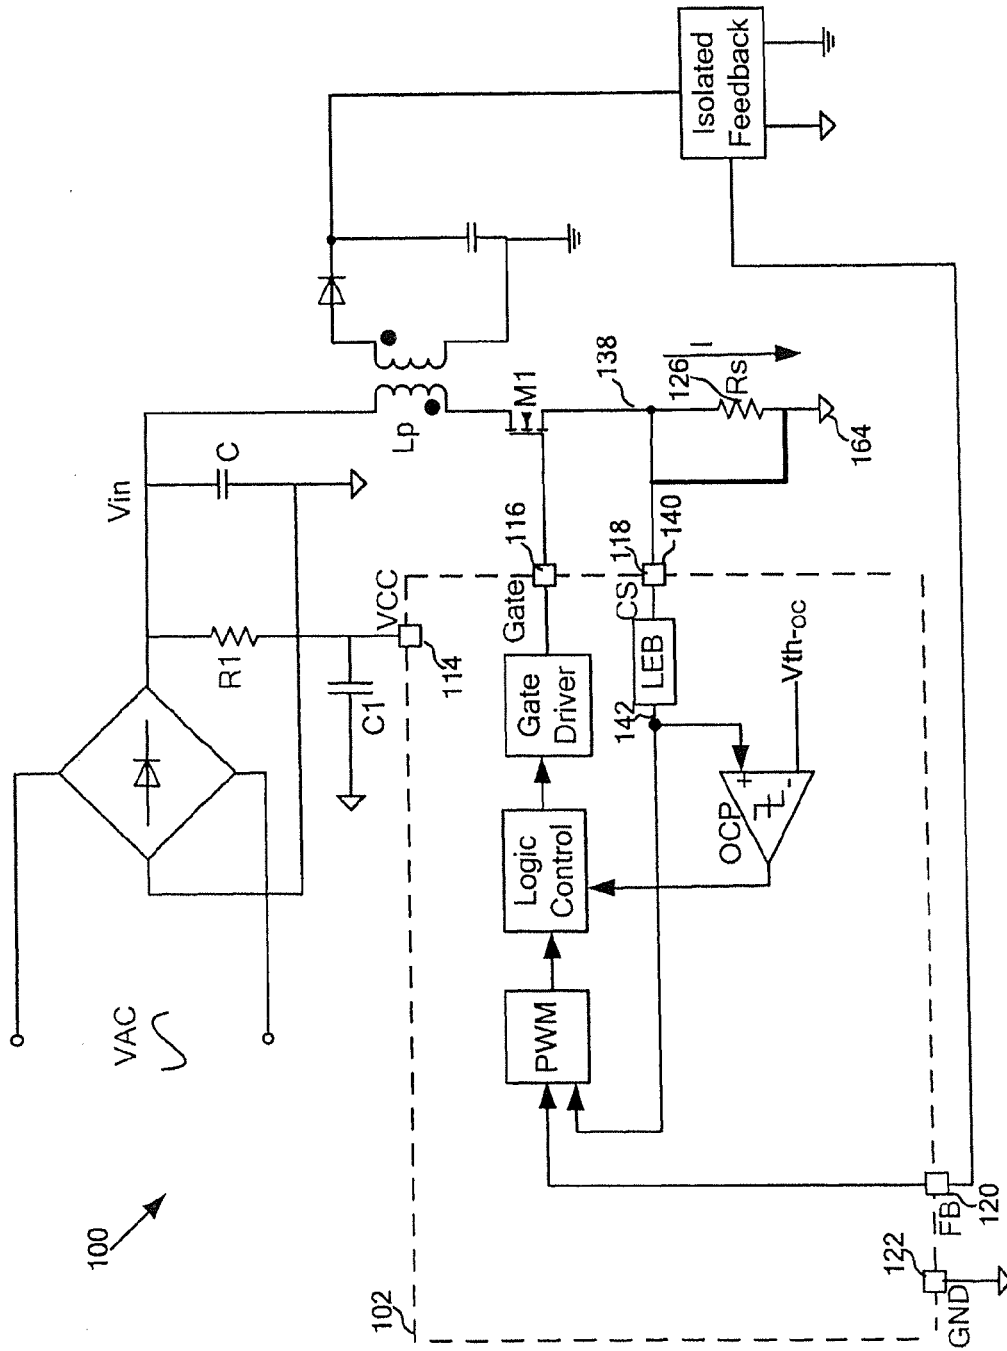 100
VAC
Vin
C
R1
C1
VCC
114
Lp
M1
138
126
Rs
I
164
Isolated
Feedback
102
Gate
116
Gate
Driver
Logic
Control
PWM
CS
118
140
LEB
142
OCP
+
-
Vth-oc
FB
120
122
GND